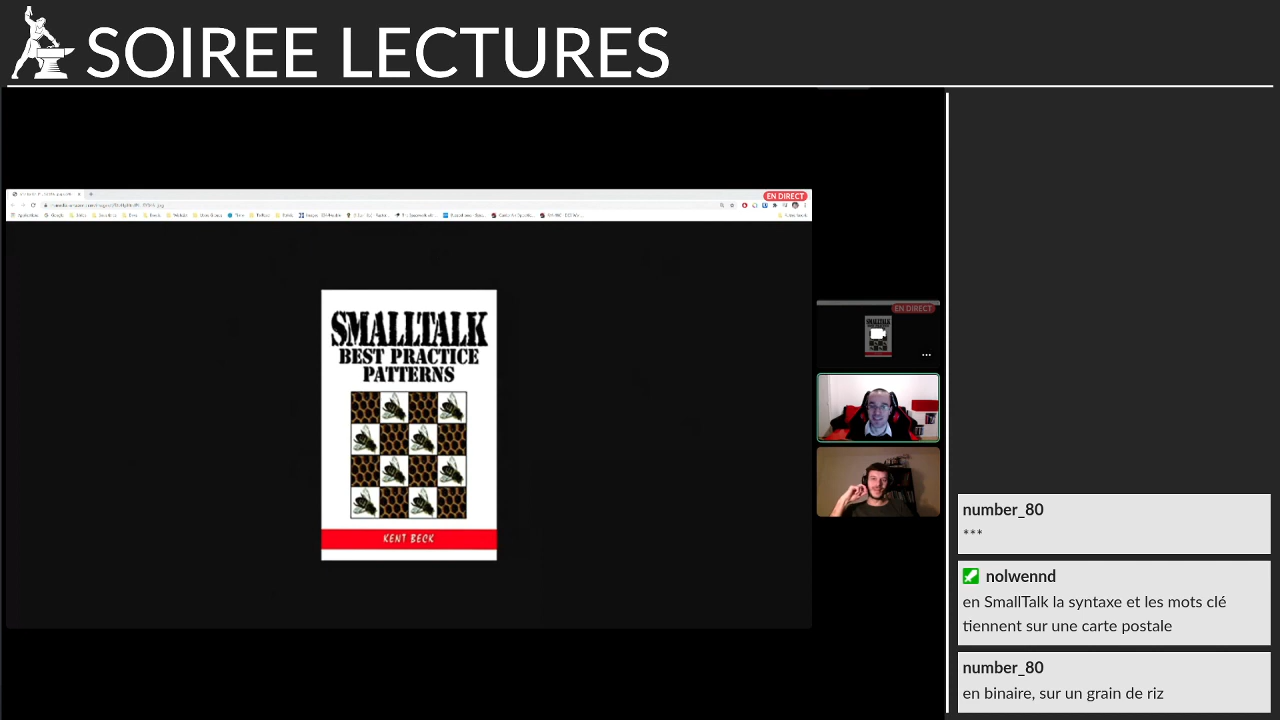 SOIREE LECTURES
EN DIRECT
SMALLTALK
BEST PRACTICE
PATTERNS
KENT BECK
EN DIRECT
number_80
***
nolwennd
en SmallTalk la syntaxe et les mots clé
tiennent sur une carte postale
number_80
en binaire, sur un grain de riz